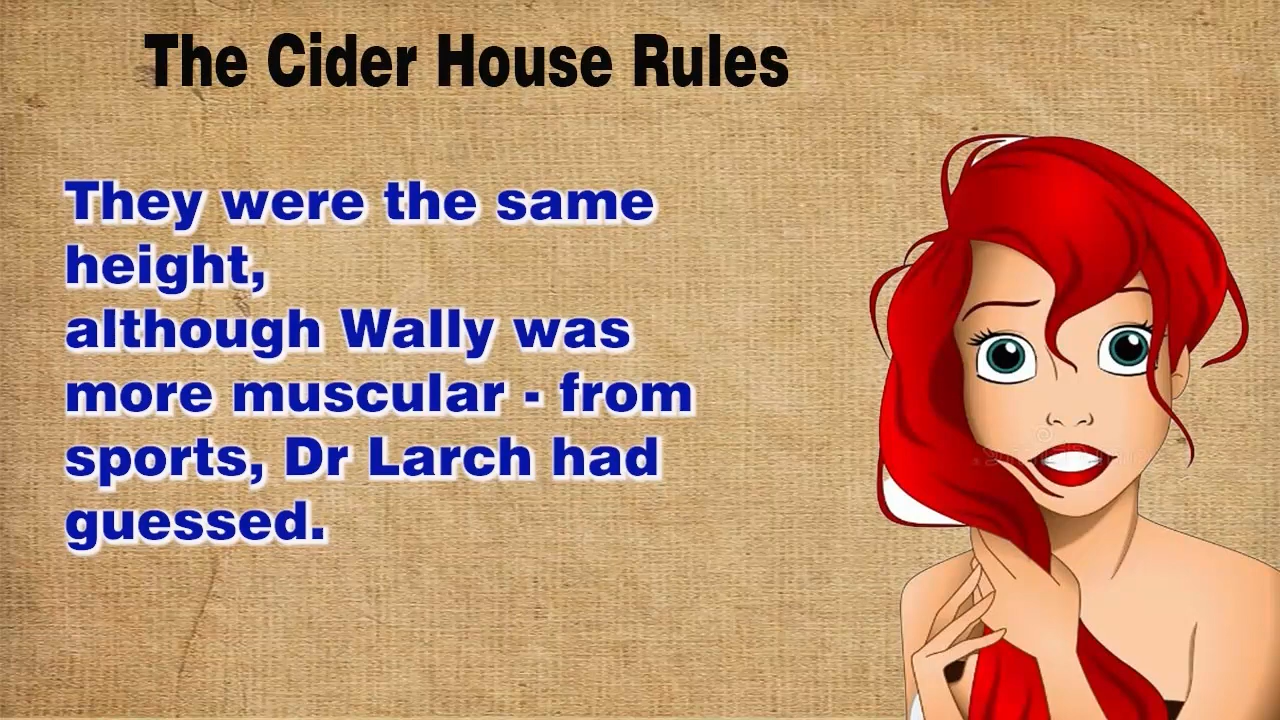 The Cider House Rules
They were the same
height,
although Wally was
more muscular - from
sports, Dr Larch had
guessed.